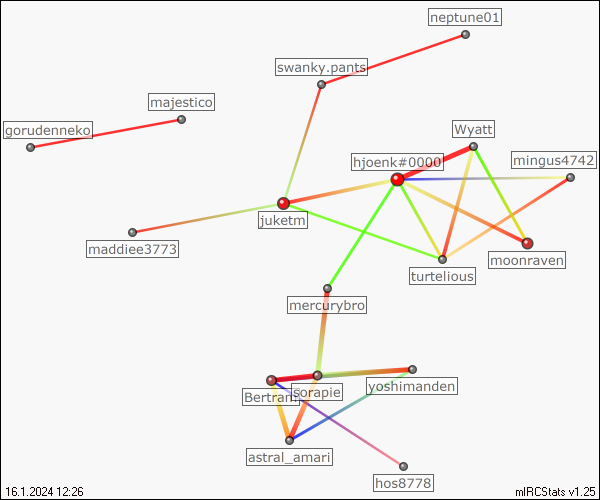 neptune01
swanky.pants
majestico
gorudenneko
Wyatt
hjoenk#0000
mingus4742
juketm
maddiee3773
moonraven
turtelious
mercurybro
yoshimanden
sorapie
Bertram
astral_amari
hos8778
16.1.2024 12:26
mIRCStats v1.25